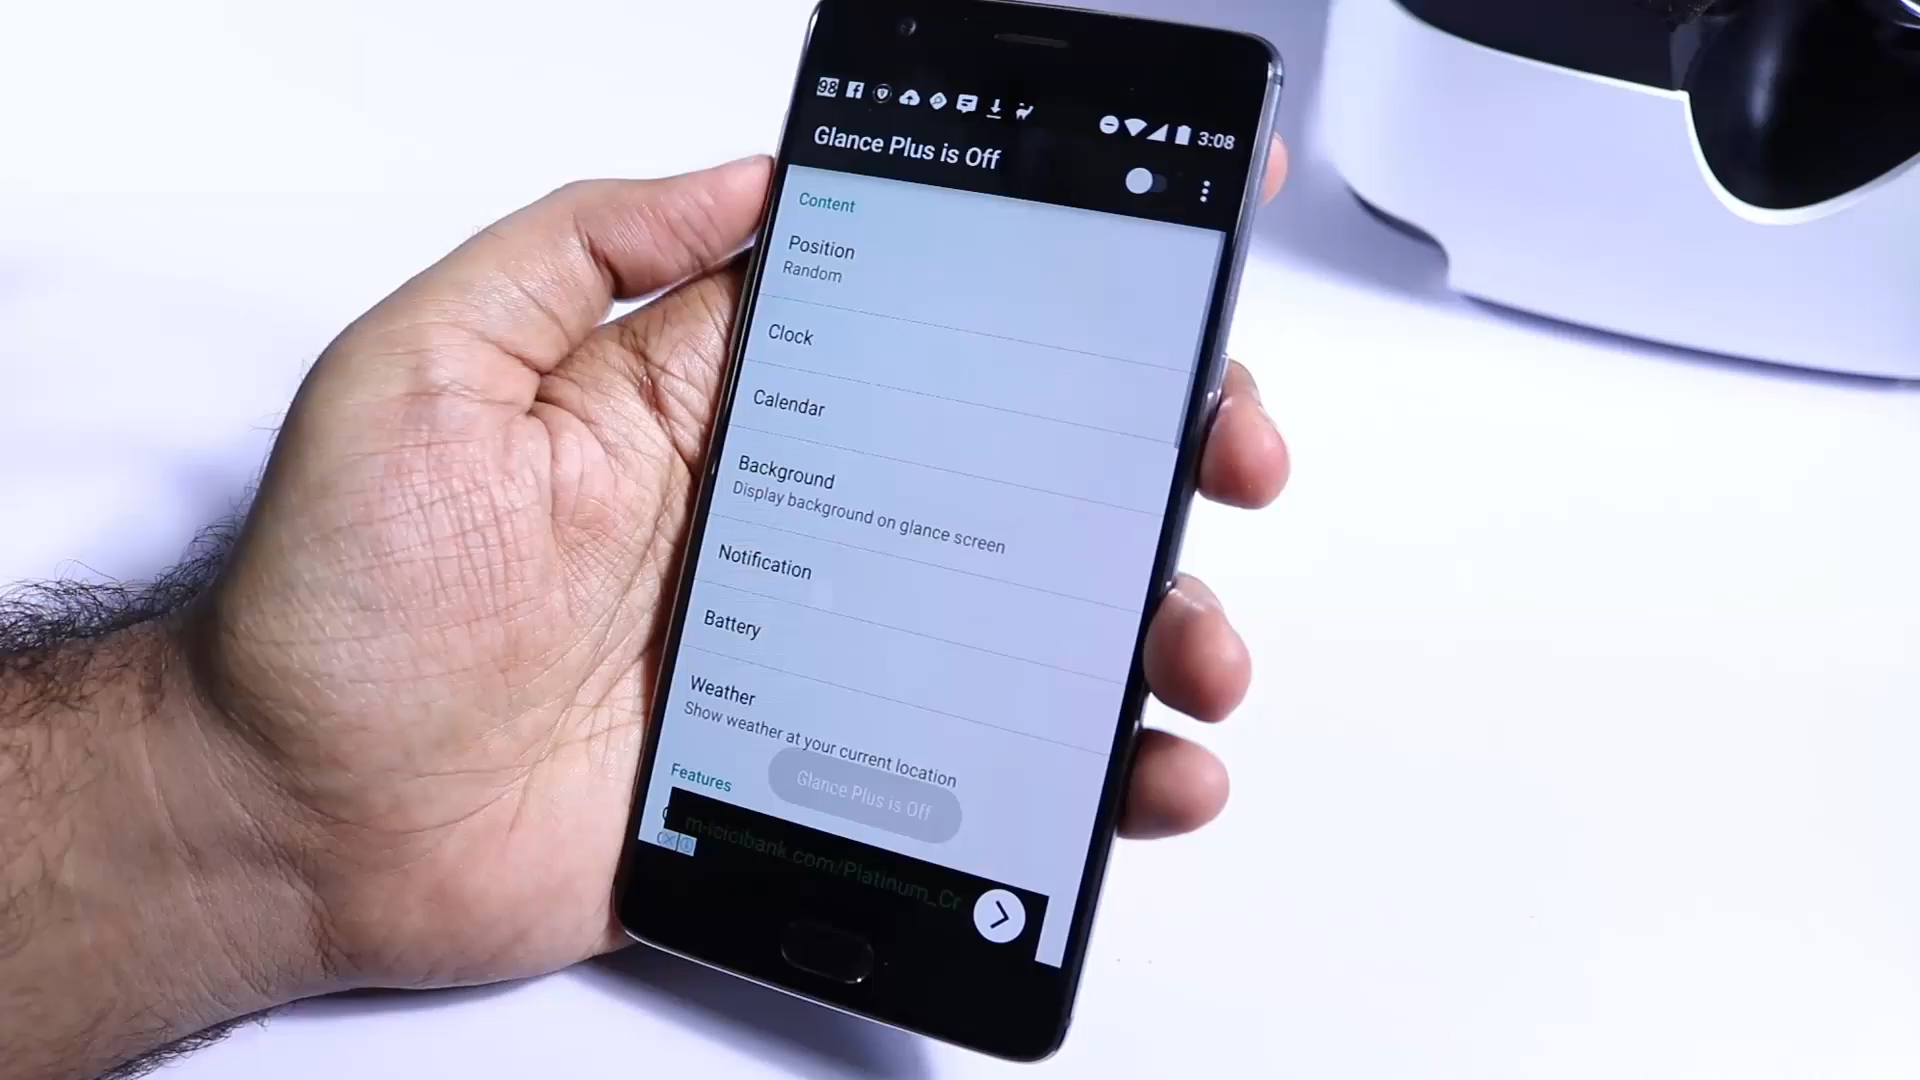 98 3:08
Glance Plus is Off
Content
Position
Random
Clock
Calendar
Background
Display background on glance screen
Notification
Battery
Weather
Show weather at your current location
Features
Glance Plus is Off
m-icicibank.com/Platinum_Cr